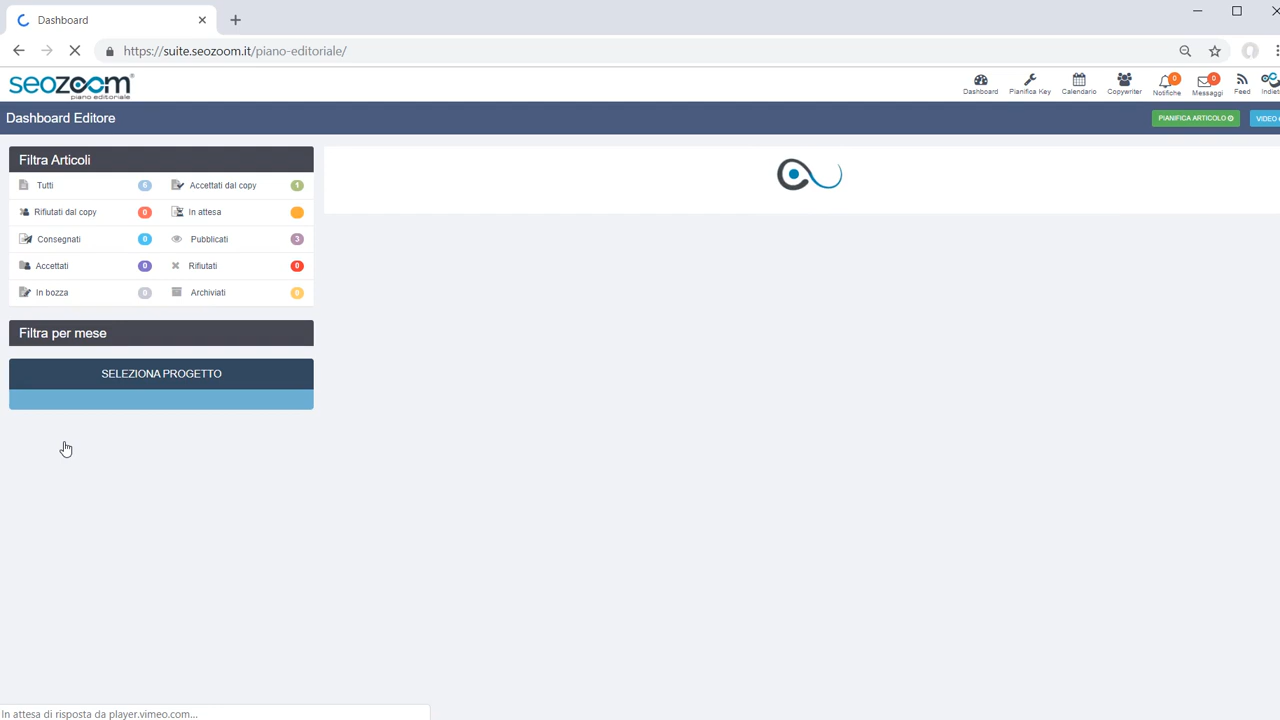 Dashboard
https://suite.seozoom.it/piano-editoriale/
seozoom
piano editoriale
Dashboard
Pianifica Key
Calendario
Copywriter
0
Notifiche
0
Messaggi
Feed
Indiet
Dashboard Editore
PIANIFICA ARTICOLO
VIDEO
Filtra Articoli
Tutti 6 Accettati dal copy 1
Rifiutati dal copy 0 In attesa
Consegnati 0 Pubblicati 3
Accettati 0 Rifiutati 0
In bozza 0 Archiviati 0
Filtra per mese
SELEZIONA PROGETTO
In attesa di risposta da player.vimeo.com...